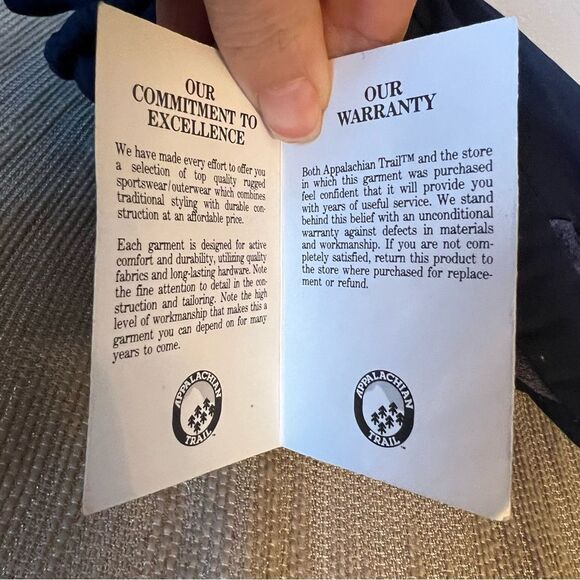 OUR
COMMITMENT TO
EXCELLENCE
We have made every effort to offer you
a selection of top quality rugged
sportswear/outerwear which combines
traditional styling with durable con-
struction at an affordable price.
Each garment is designed for active
comfort and durability, utilizing quality
fabrics and long-lasting hardware. Note
the fine attention to detail in the con-
struction and tailoring. Note the high
level of workmanship that makes this a
garment you can depend on for many
years to come.
APPALACHIAN
TRAIL™
OUR
WARRANTY
Both Appalachian Trail™ and the store
in which this garment was purchased
feel confident that it will provide you
with years of useful service. We stand
behind this belief with an unconditional
warranty against defects in materials
and workmanship. If you are not com-
pletely satisfied, return this product to
the store where purchased for replace-
ment or refund.
APPALACHIAN
TRAIL™